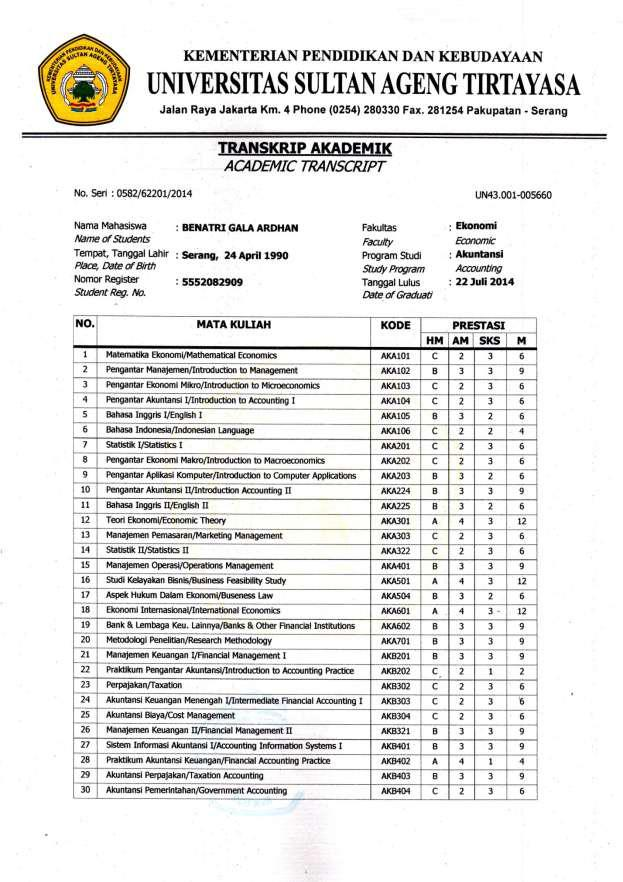 KEMENTERIAN PENDIDIKAN DAN KEBUDAYAAN
UNIVERSITAS SULTAN AGENG TIRTAYASA
Jalan Raya Jakarta Km. 4 Phone (0254) 280330 Fax. 281254 Pakupatan - Serang
TRANSKRIP AKADEMIK
ACADEMIC TRANSCRIPT
No. Seri : 0582/62201/2014 UN43.001-005660
Nama Mahasiswa : BENATRI GALA ARDHAN Fakultas : Ekonomi
Name of Students Faculty Economic
Tempat, Tanggal Lahir : Serang, 24 April 1990 Program Studi : Akuntansi
Place, Date of Birth Study Program Accounting
Nomor Register : 5552082909 Tanggal Lulus : 22 Juli 2014
Student Reg. No. Date of Graduati
NO. MATA KULIAH KODE PRESTASI
HM AM SKS M
1 Matematika Ekonomi/Mathematical Economics AKA101 C 2 3 6
2 Pengantar Manajemen/Introduction to Management AKA102 B 3 3 9
3 Pengantar Ekonomi Mikro/Introduction to Microeconomics AKA103 C 2 3 6
4 Pengantar Akuntansi I/Introduction to Accounting I AKA104 C 2 3 6
5 Bahasa Inggris I/English I AKA105 B 3 2 6
6 Bahasa Indonesia/Indonesian Language AKA106 C 2 2 4
7 Statistik I/Statistics I AKA201 C 2 3 6
8 Pengantar Ekonomi Makro/Introduction to Macroeconomics AKA202 C 2 3 6
9 Pengantar Aplikasi Komputer/Introduction to Computer Applications AKA203 B 3 2 6
10 Pengantar Akuntansi II/Introduction Accounting II AKA224 B 3 3 9
11 Bahasa Inggris II/English II AKA225 B 3 2 6
12 Teori Ekonomi/Economic Theory AKA301 A 4 3 12
13 Manajemen Pemasaran/Marketing Management AKA303 C 2 3 6
14 Statistik II/Statistics II AKA322 C 2 3 6
15 Manajemen Operasi/Operations Management AKA401 B 3 3 9
16 Studi Kelayakan Bisnis/Business Feasibility Study AKA501 A 4 3 12
17 Aspek Hukum Dalam Ekonomi/Buseness Law AKA504 B 3 2 6
18 Ekonomi Internasional/International Economics AKA601 A 4 3 - 12
19 Bank & Lembaga Keu. Lainnya/Banks & Other Financial Institutions AKA602 B 3 3 9
20 Metodologi Penelitian/Research Methodology AKA701 B 3 3 9
21 Manajemen Keuangan I/Financial Management I AKB201 B 3 3 9
22 Praktikum Pengantar Akuntansi/Introduction to Accounting Practice AKB202 C 2 1 2
23 Perpajakan/Taxation AKB302 C 2 3 6
24 Akuntansi Keuangan Menengah I/Intermediate Financial Accounting I AKB303 C 2 3 6
25 Akuntansi Biaya/Cost Management AKB304 C 2 3 6
26 Manajemen Keuangan II/Financial Management II AKB321 B 3 3 9
27 Sistem Informasi Akuntansi I/Accounting Information Systems I AKB401 B 3 3 9
28 Praktikum Akuntansi Keuangan/Financial Accounting Practice AKB402 A 4 1 4
29 Akuntansi Perpajakan/Taxation Accounting AKB403 B 3 3 9
30 Akuntansi Pemerintahan/Government Accounting AKB404 C 2 3 6